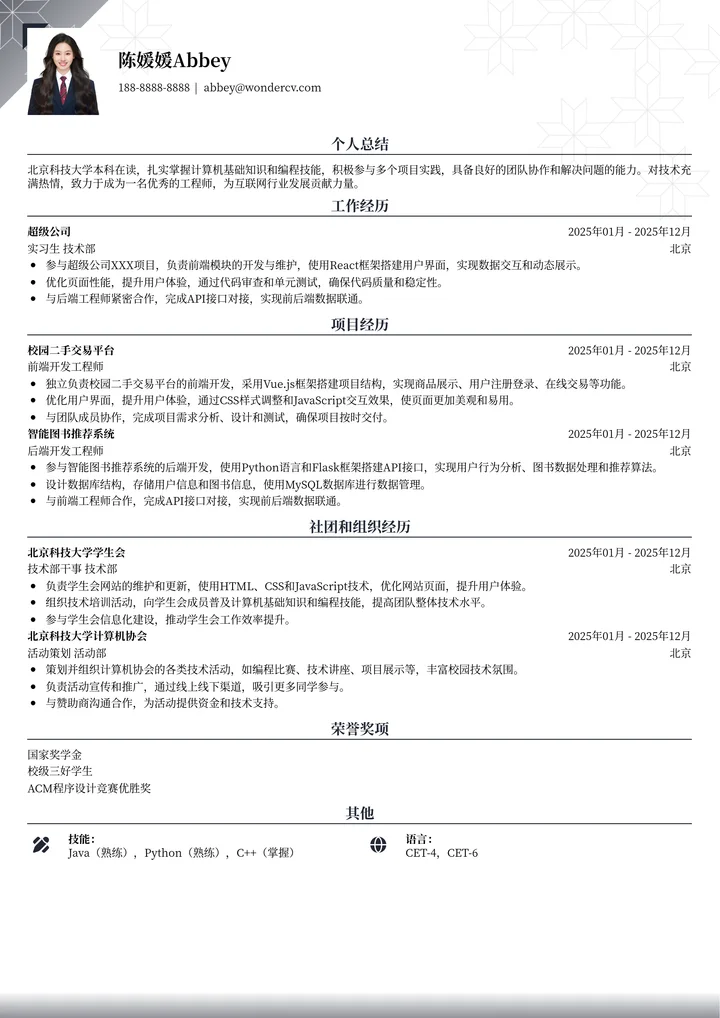 陈媛媛Abbey
188-8888-8888 | abbey@wondercv.com
个人总结
北京科技大学本科在读，扎实掌握计算机基础知识和编程技能，积极参与多个项目实践，具备良好的团队协作和解决问题的能力。对技术充
满热情，致力于成为一名优秀的工程师，为互联网行业发展贡献力量。
工作经历
超级公司 2025年01月 - 2025年12月
实习生 技术部 北京
• 参与超级公司XXX项目，负责前端模块的开发与维护，使用React框架搭建用户界面，实现数据交互和动态展示。
• 优化页面性能，提升用户体验，通过代码审查和单元测试，确保代码质量和稳定性。
• 与后端工程师紧密合作，完成API接口对接，实现前后端数据联通。
项目经历
校园二手交易平台 2025年01月 - 2025年12月
前端开发工程师 北京
• 独立负责校园二手交易平台的前端开发，采用Vue.js框架搭建项目结构，实现商品展示、用户注册登录、在线交易等功能。
• 优化用户界面，提升用户体验，通过CSS样式调整和JavaScript交互效果，使页面更加美观和易用。
• 与团队成员协作，完成项目需求分析、设计和测试，确保项目按时交付。
智能图书推荐系统 2025年01月 - 2025年12月
后端开发工程师 北京
• 参与智能图书推荐系统的后端开发，使用Python语言和Flask框架搭建API接口，实现用户行为分析、图书数据处理和推荐算法。
• 设计数据库结构，存储用户信息和图书信息，使用MySQL数据库进行数据管理。
• 与前端工程师合作，完成API接口对接，实现前后端数据联通。
社团和组织经历
北京科技大学学生会 2025年01月 - 2025年12月
技术部干事 技术部 北京
• 负责学生会网站的维护和更新，使用HTML、CSS和JavaScript技术，优化网站页面，提升用户体验。
• 组织技术培训活动，向学生会成员普及计算机基础知识和编程技能，提高团队整体技术水平。
• 参与学生会信息化建设，推动学生会工作效率提升。
北京科技大学计算机协会 2025年01月 - 2025年12月
活动策划 活动部 北京
• 策划并组织计算机协会的各类技术活动，如编程比赛、技术讲座、项目展示等，丰富校园技术氛围。
• 负责活动宣传和推广，通过线上线下渠道，吸引更多同学参与。
• 与赞助商沟通合作，为活动提供资金和技术支持。
荣誉奖项
国家奖学金
校级三好学生
ACM程序设计竞赛优胜奖
其他
技能： 语言：
Java（熟练），Python（熟练），C++（掌握） CET-4，CET-6